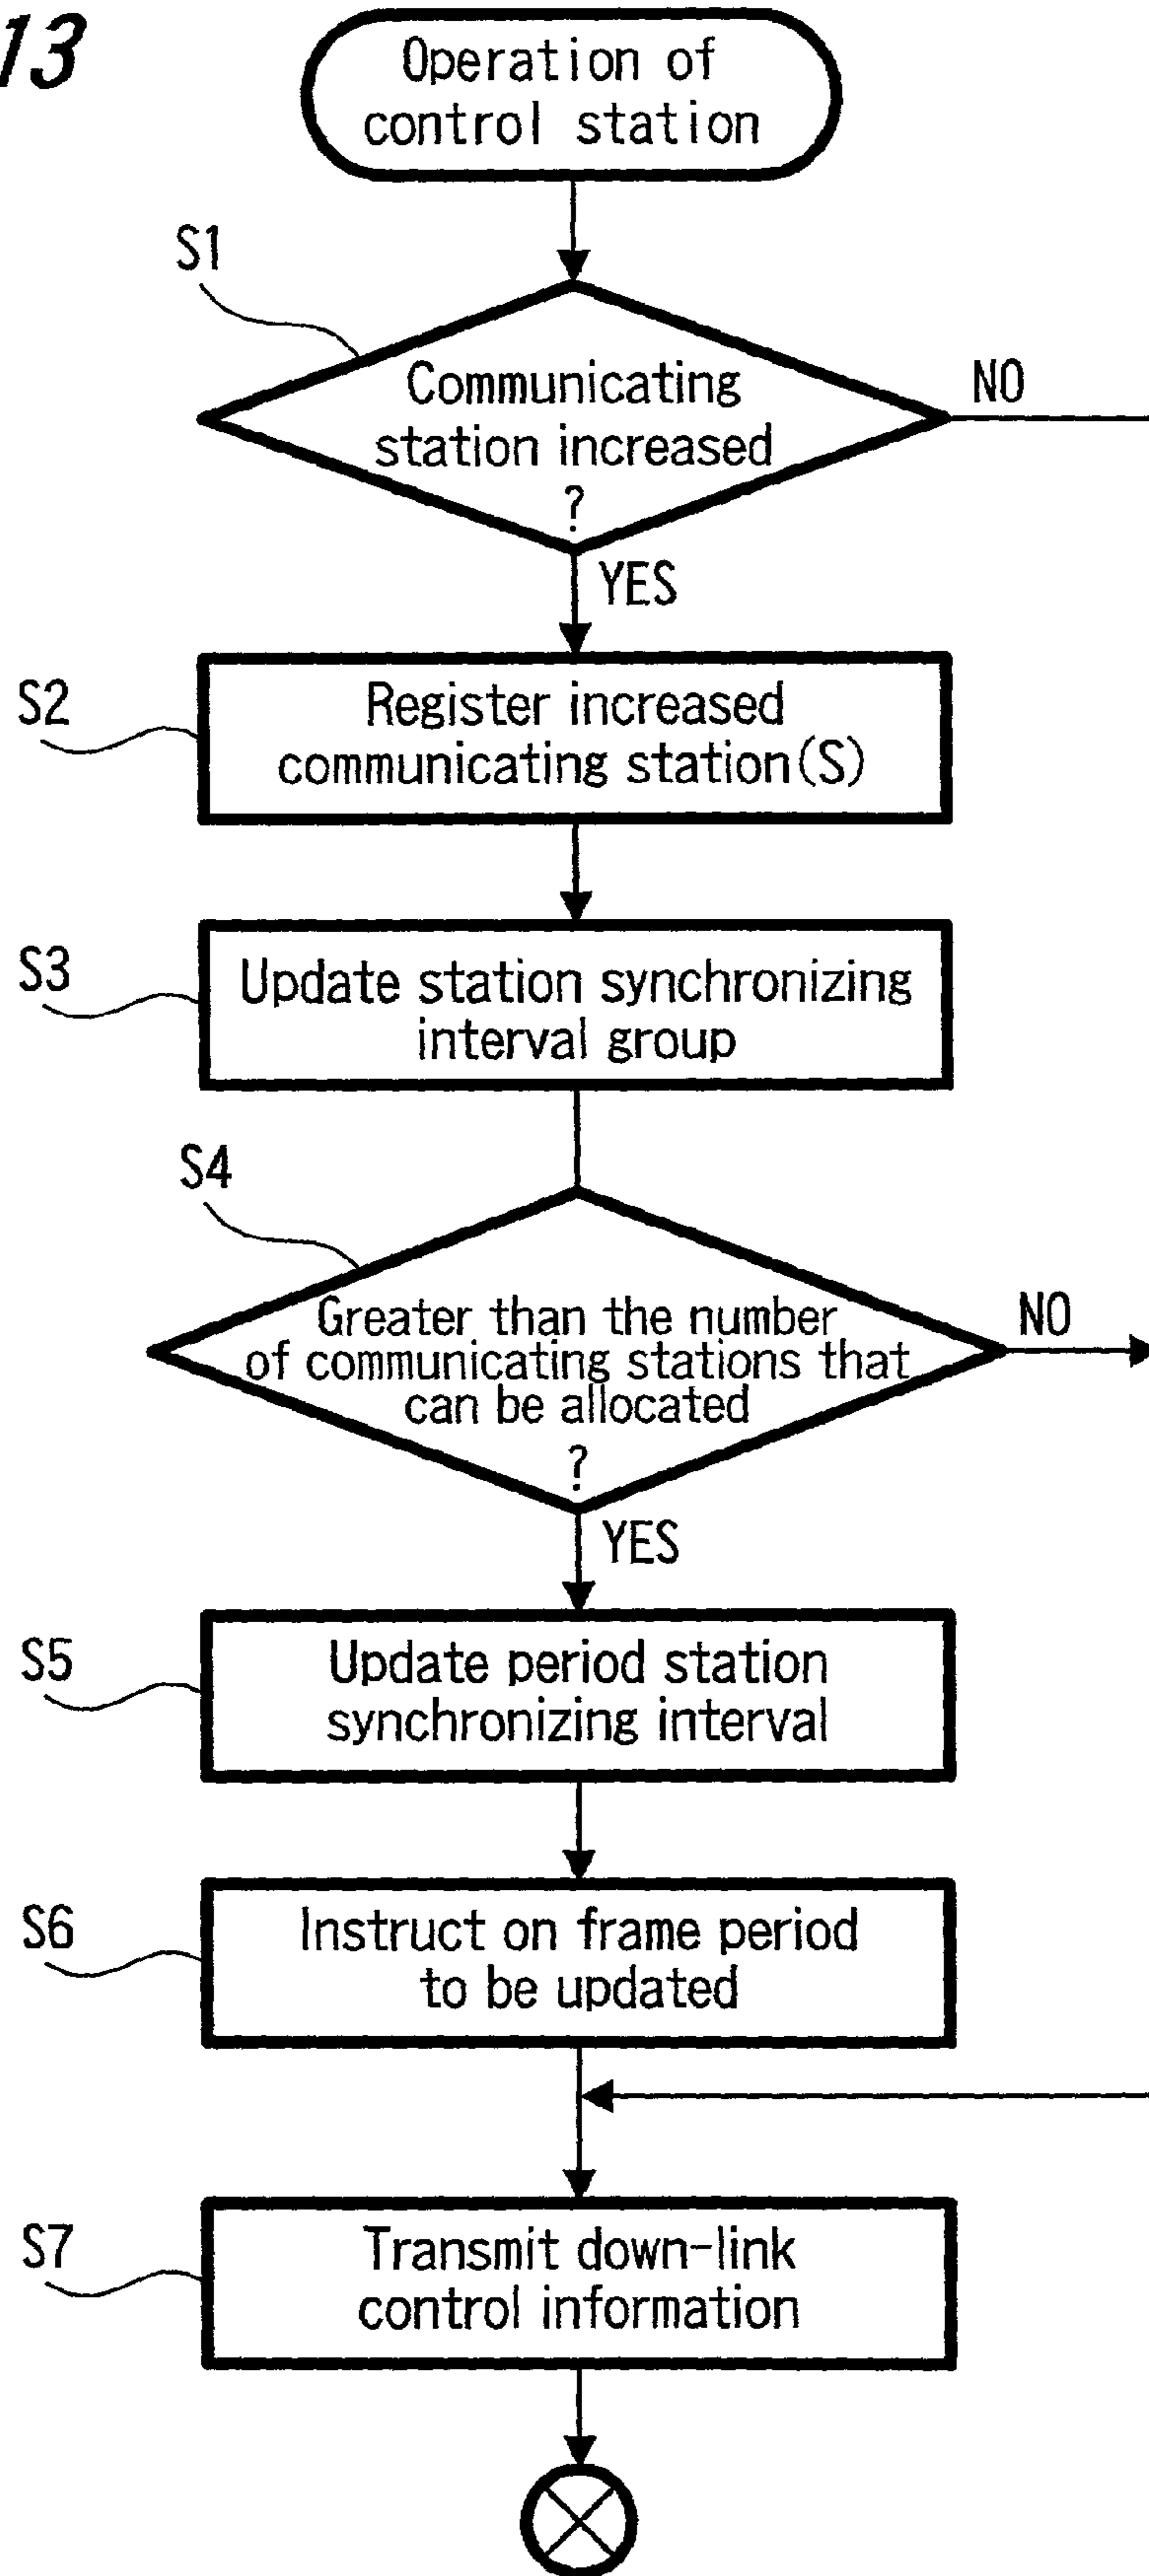 13
Operation of
control station
S1
Communicating
station increased
?
NO
YES
S2
Register increased
communicating station(S)
S3
Update station synchronizing
interval group
S4
Greater than the number
of communicating stations that
can be allocated
?
NO
YES
S5
Update period station
synchronizing interval
S6
Instruct on frame period
to be updated
S7
Transmit down-link
control information